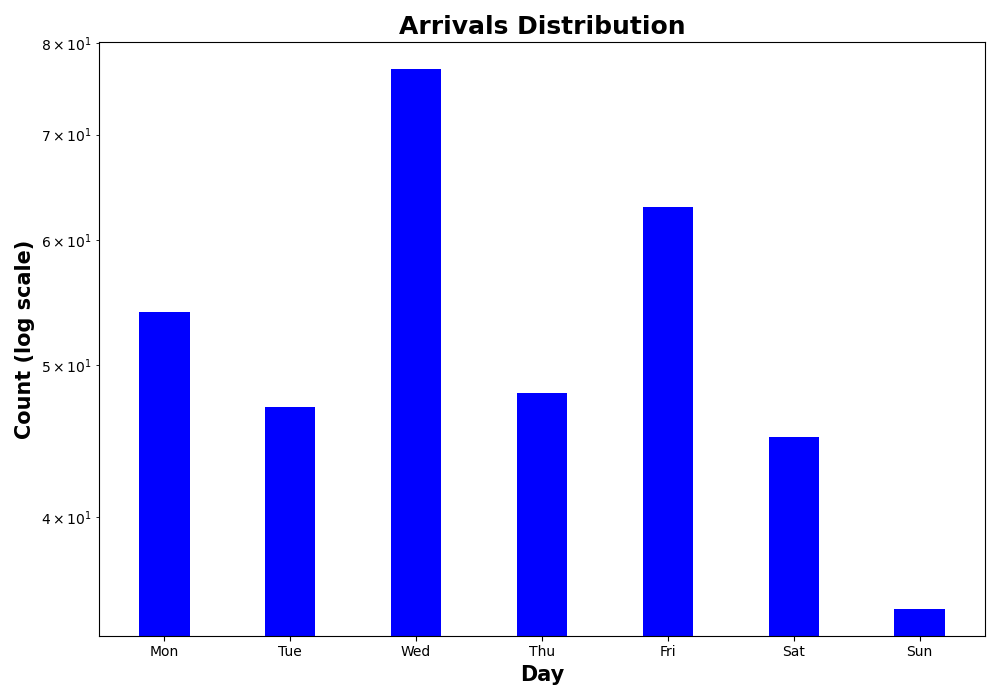 Arrivals Distribution
Count (log scale)
8 × 10¹
7 × 10¹
6 × 10¹
5 × 10¹
4 × 10¹
Mon Tue Wed Thu Fri Sat Sun
Day